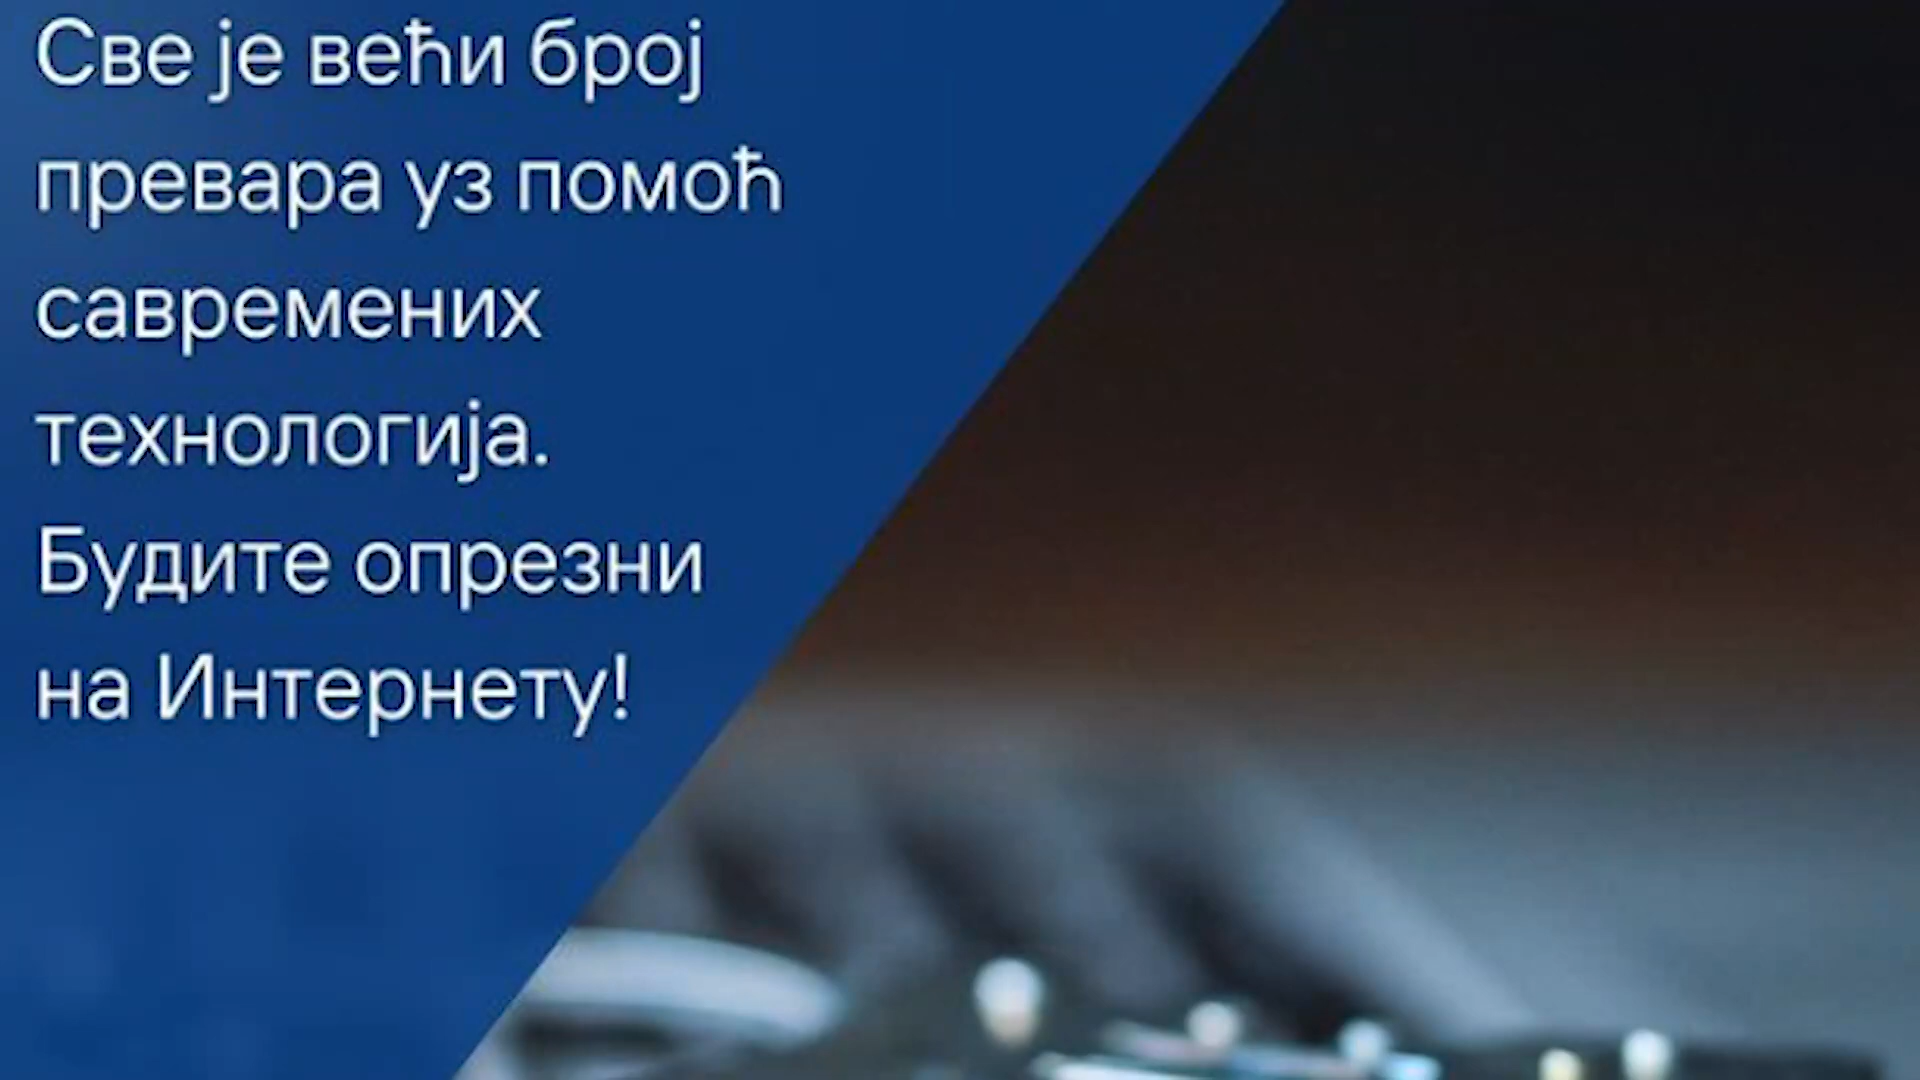 Све је већи број
превара уз помоћ
савремених
технологија.
Будите опрезни
на Интернету!